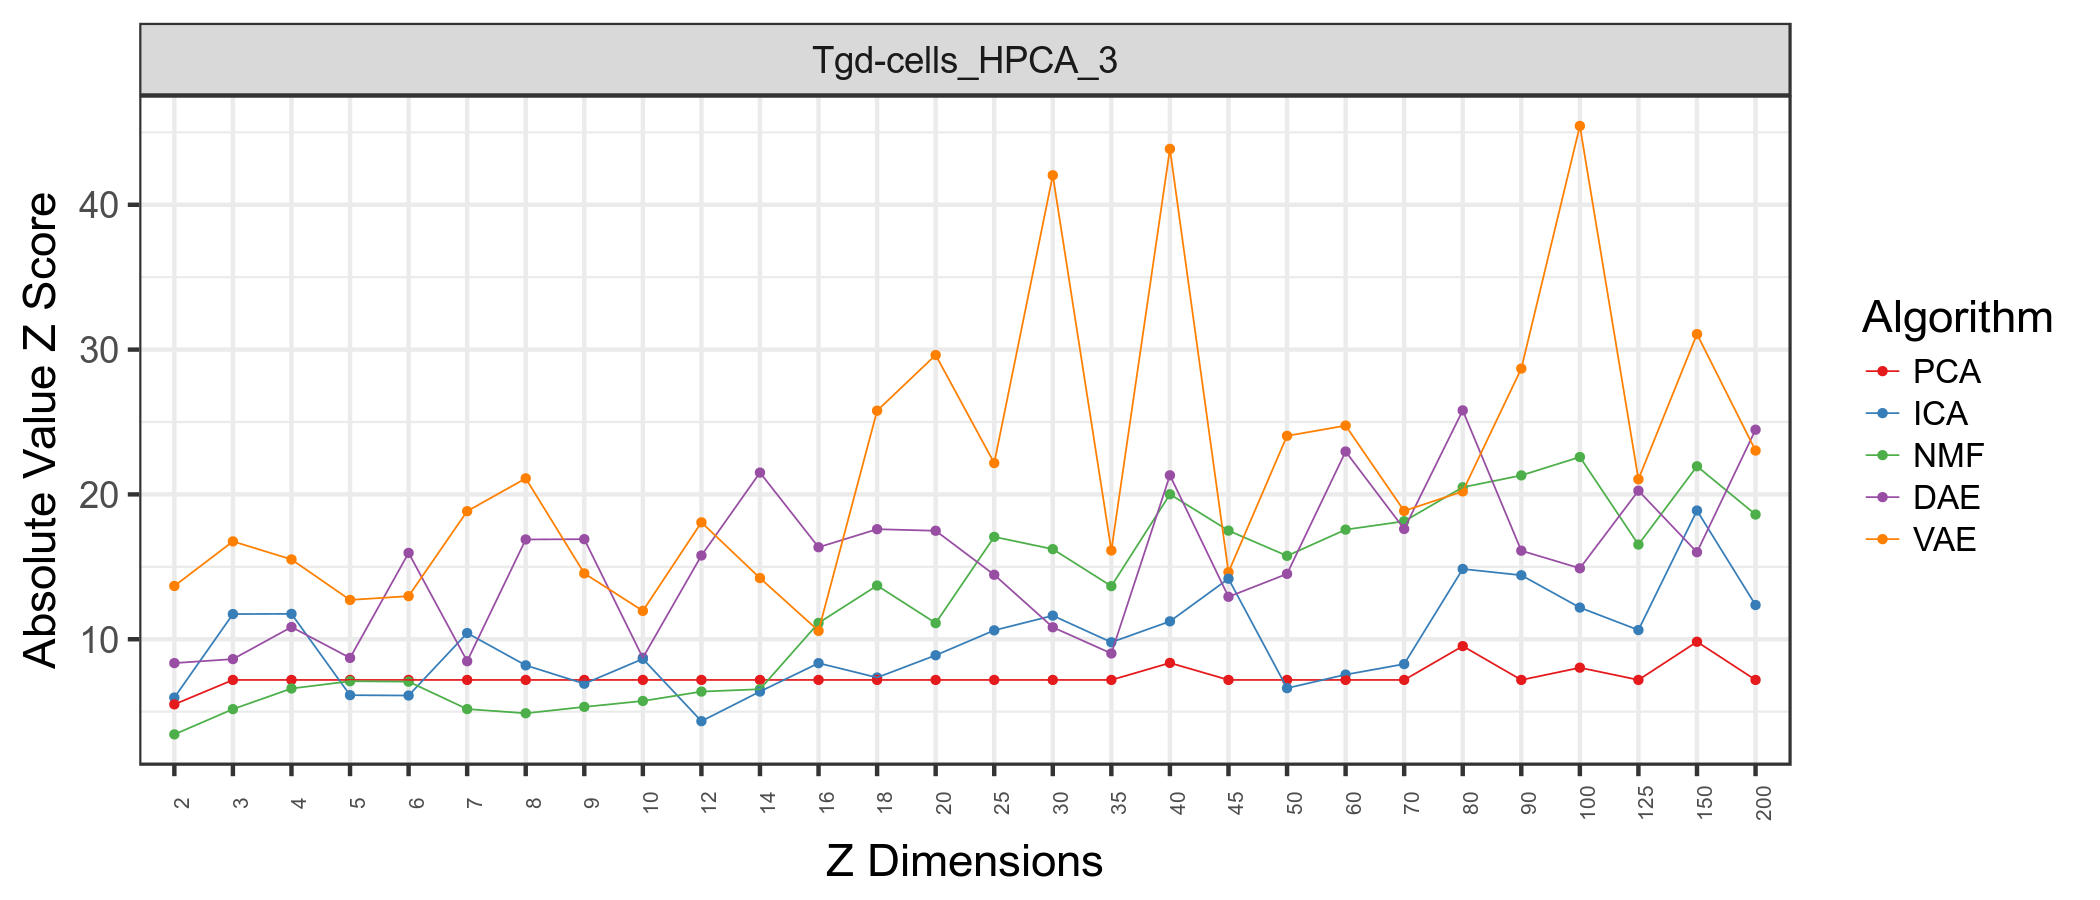 Tgd-cells_HPCA_3
Absolute Value Z Score
40
30
20
10
2 3 4 5 6 7 8 9 10 12 14 16 18 20 25 30 35 40 45 50 60 70 80 90 100 125 150 200
Z Dimensions
Algorithm
PCA
ICA
NMF
DAE
VAE